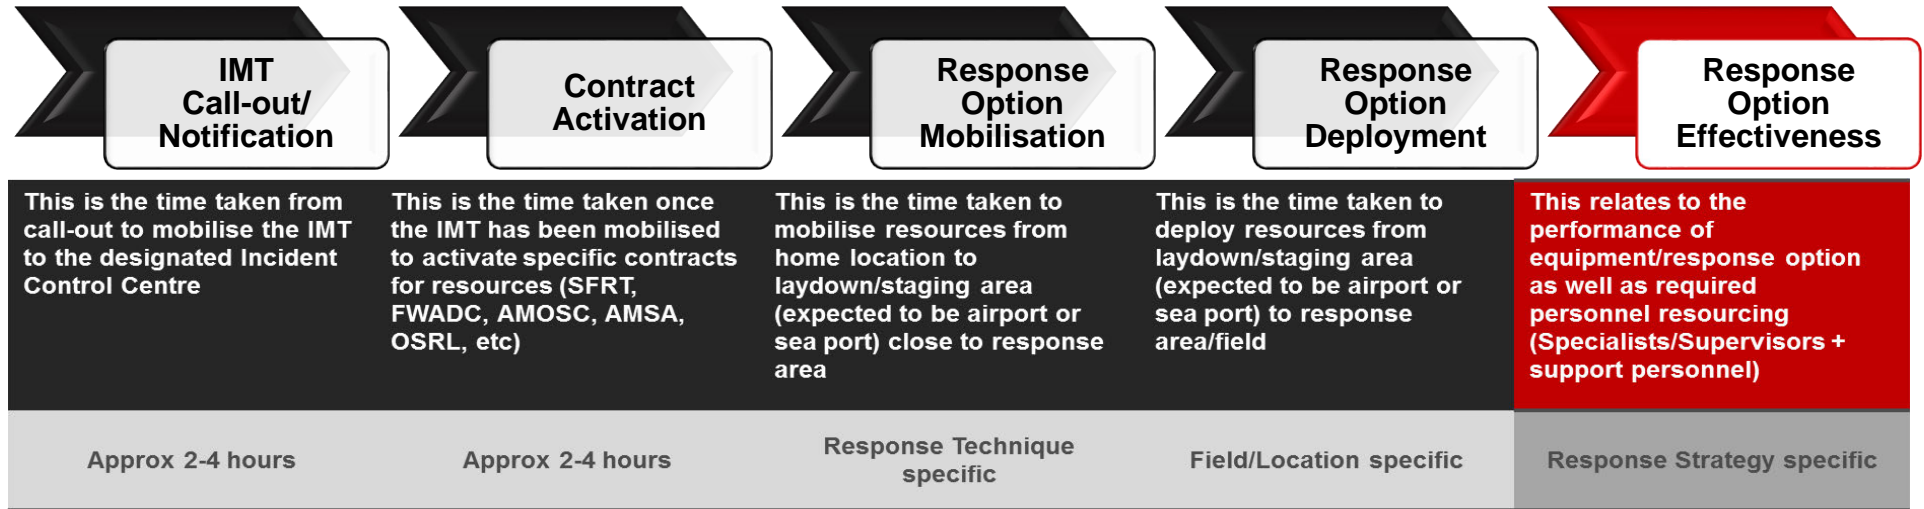 IMT
Call-out/
Notification
Contract
Activation
Response
Option
Mobilisation
Response
Option
Deployment
Response
Option
Effectiveness
This is the time taken from
call-out to mobilise the IMT
to the designated Incident
Control Centre
This is the time taken once
the IMT has been mobilised
to activate specific contracts
for resources (SFRT,
FWADC, AMOSC, AMSA,
OSRL, etc)
This is the time taken to
mobilise resources from
home location to
laydown/staging area
(expected to be airport or
sea port) close to response
area
This is the time taken to
deploy resources from
laydown/staging area
(expected to be airport or
sea port) to response
area/field
This relates to the
performance of
equipment/response option
as well as required
personnel resourcing
(Specialists/Supervisors +
support personnel)
Approx 2-4 hours
Approx 2-4 hours
Response Technique
specific
Field/Location specific
Response Strategy specific